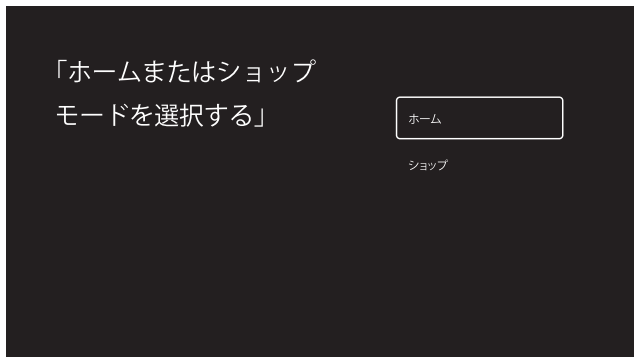 「ホームまたはショップ
モードを選択する」
ホーム
ショップ